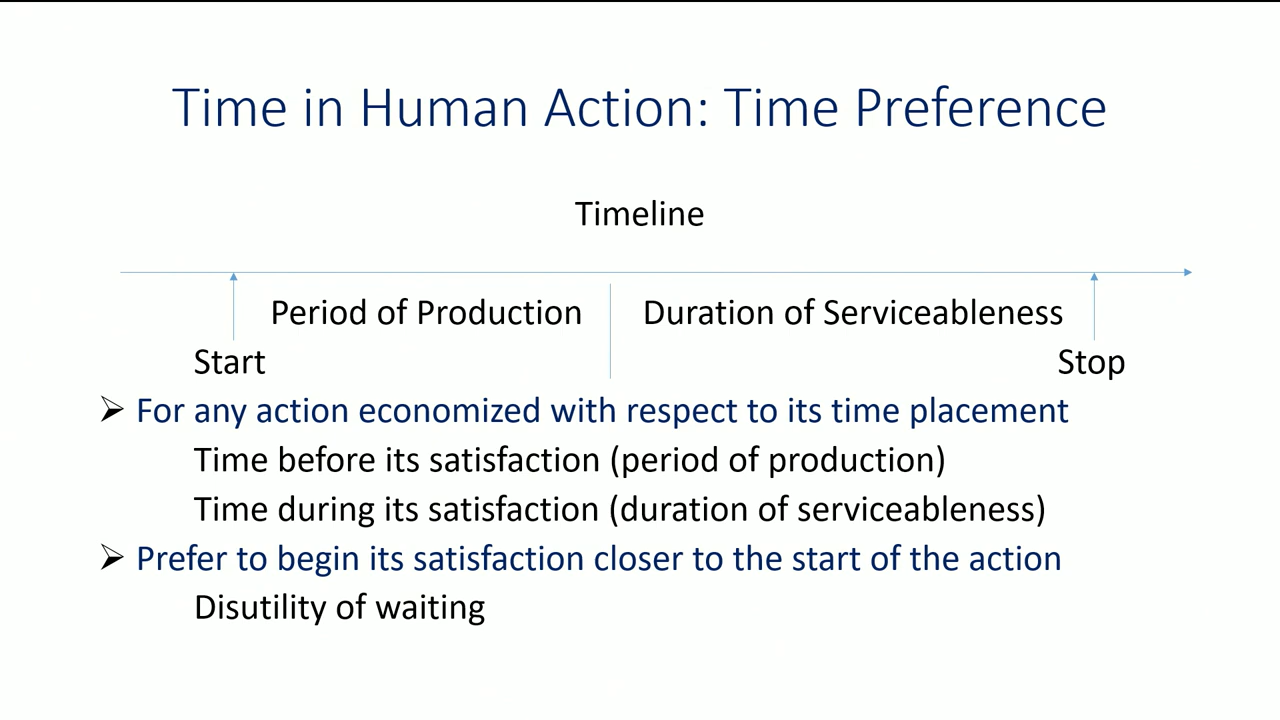 Time in Human Action: Time Preference
Timeline
Period of Production Duration of Serviceableness
Start Stop
➢ For any action economized with respect to its time placement
Time before its satisfaction (period of production)
Time during its satisfaction (duration of serviceableness)
➢ Prefer to begin its satisfaction closer to the start of the action
Disutility of waiting